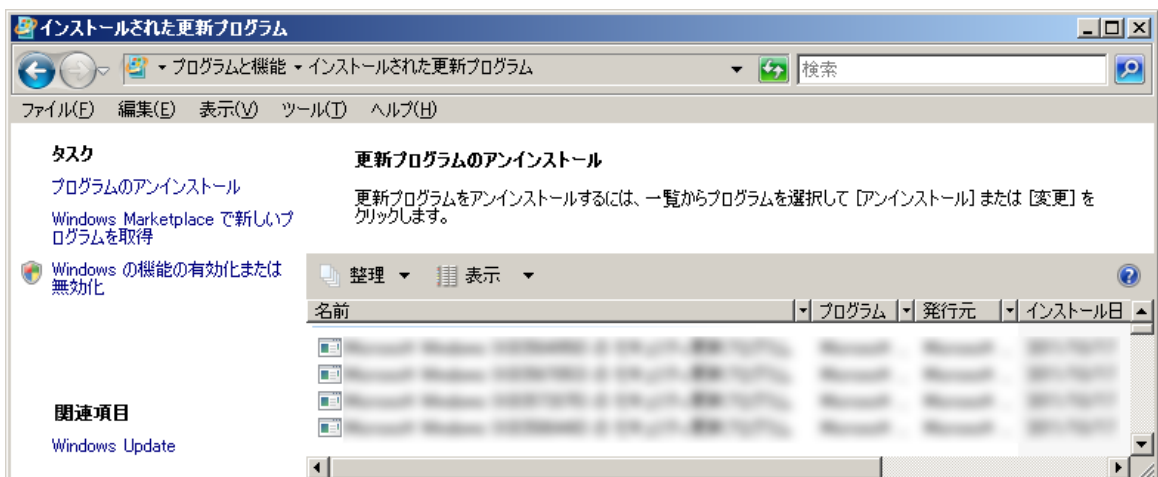 インストールされた更新プログラム
プログラムと機能 インストールされた更新プログラム
検索
ファイル(F) 編集(E) 表示(V) ツール(T) ヘルプ(H)
タスク
プログラムのアンインストール
Windows Marketplace で新しいプ
ログラムを取得
Windows の機能の有効化または
無効化
関連項目
Windows Update
更新プログラムのアンインストール
更新プログラムをアンインストールするには、一覧からプログラムを選択して [アンインストール] または [変更] を
クリックします。
整理 表示
名前 プログラム 発行元 インストール日